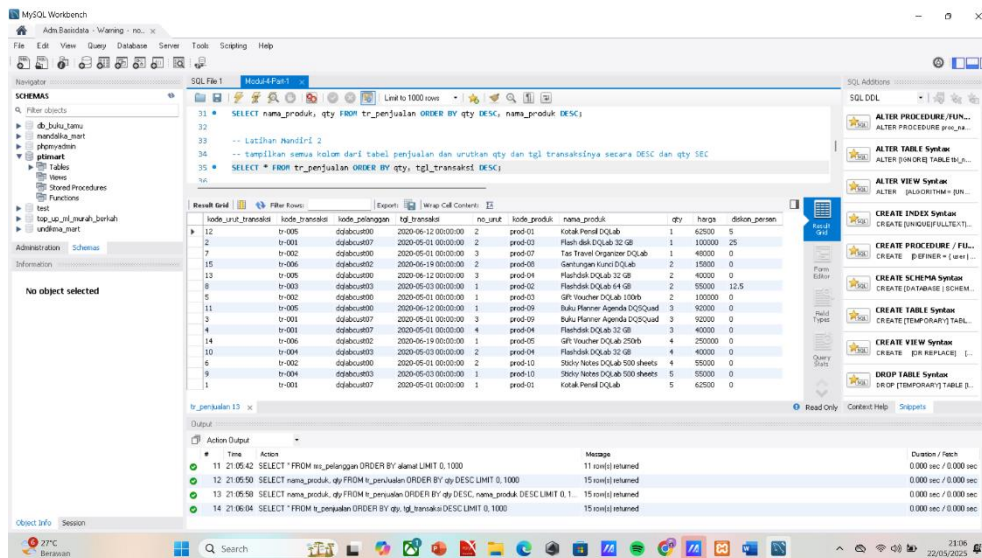 MySQL Workbench
Adm.Basisdata - Warning - no...
File Edit View Query Database Server Tools Scripting Help
Navigator
SCHEMAS
Filter objects
db_buku_tamu
mandalika_mart
phpmyadmin
ptimart
Tables
Views
Stored Procedures
Functions
test
top_up_ml_murah_berkah
undikma_mart
Administration Schemas
Information
No object selected
Object Info Session
SQL File 1 Modul-4-Part-1
Limit to 1000 rows
31 SELECT nama_produk, qty FROM tr_penjualan ORDER BY qty DESC, nama_produk DESC;
32
33 -- Latihan Mandiri 2
34 -- tampilkan semua kolom dari tabel penjualan dan urutkan qty dan tgl transaksinya secara DESC dan qty SEC
35 SELECT * FROM tr_penjualan ORDER BY qty, tgl_transaksi DESC;
36
Result Grid Filter Rows: Export: Wrap Cell Content:
kode_urut_transaksi kode_transaksi kode_pelanggan tgl_transaksi no_urut kode_produk nama_produk qty harga diskon_persen
12 tr-005 dqlabcust00 2020-06-12 00:00:00 2 prod-01 Kotak Pensil DQLab 1 62500 5
2 tr-001 dqlabcust07 2020-05-01 00:00:00 2 prod-03 Flash disk DQLab 32 GB 1 100000 25
7 tr-002 dqlabcust00 2020-05-01 00:00:00 3 prod-07 Tas Travel Organizer DQLab 1 48000 0
15 tr-006 dqlabcust02 2020-06-19 00:00:00 2 prod-08 Gantungan Kunci DQLab 2 15800 0
13 tr-005 dqlabcust00 2020-06-12 00:00:00 3 prod-04 Flashdisk DQLab 32 GB 2 40000 0
8 tr-003 dqlabcust03 2020-05-03 00:00:00 1 prod-02 Flashdisk DQLab 64 GB 2 55000 12.5
5 tr-002 dqlabcust00 2020-05-01 00:00:00 1 prod-03 Gift Voucher DQLab 100rb 2 100000 0
11 tr-005 dqlabcust00 2020-06-12 00:00:00 1 prod-09 Buku Planner Agenda DQSQuad 3 92000 0
3 tr-001 dqlabcust07 2020-05-01 00:00:00 3 prod-09 Buku Planner Agenda DQSQuad 3 92000 0
4 tr-001 dqlabcust07 2020-05-01 00:00:00 4 prod-04 Flashdisk DQLab 32 GB 3 40000 0
14 tr-006 dqlabcust02 2020-06-19 00:00:00 1 prod-05 Gift Voucher DQLab 250rb 4 250000 0
10 tr-004 dqlabcust03 2020-05-03 00:00:00 2 prod-04 Flashdisk DQLab 32 GB 4 40000 0
6 tr-002 dqlabcust00 2020-05-01 00:00:00 2 prod-10 Sticky Notes DQLab 500 sheets 4 55000 0
9 tr-004 dqlabcust03 2020-05-03 00:00:00 1 prod-10 Sticky Notes DQLab 500 sheets 5 55000 0
1 tr-001 dqlabcust07 2020-05-01 00:00:00 1 prod-01 Kotak Pensil DQLab 5 62500 0
tr_penjualan 13
Read Only
Result Grid
Form Editor
Field Types
Query Stats
Output
Action Output
# Time Action Message Duration / Fetch
11 21:05:42 SELECT * FROM ms_pelanggan ORDER BY alamat LIMIT 0, 1000 11 row(s) returned 0.000 sec / 0.000 sec
12 21:05:50 SELECT nama_produk, qty FROM tr_penjualan ORDER BY qty DESC LIMIT 0, 1000 15 row(s) returned 0.000 sec / 0.000 sec
13 21:05:58 SELECT nama_produk, qty FROM tr_penjualan ORDER BY qty DESC, nama_produk DESC LIMIT 0, 1... 15 row(s) returned 0.000 sec / 0.000 sec
14 21:06:04 SELECT * FROM tr_penjualan ORDER BY qty, tgl_transaksi DESC LIMIT 0, 1000 15 row(s) returned 0.000 sec / 0.000 sec
SQL Additions
SQL DDL
ALTER PROCEDURE/FUN...
ALTER PROCEDURE proc_na...
ALTER TABLE Syntax
ALTER [IGNORE] TABLE tbl_n...
ALTER VIEW Syntax
ALTER [ALGORITHM = {UN...
CREATE INDEX Syntax
CREATE [UNIQUE|FULLTEXT|...
CREATE PROCEDURE / FU...
CREATE [DEFINER = { user |...
CREATE SCHEMA Syntax
CREATE {DATABASE | SCHEM...
CREATE TABLE Syntax
CREATE [TEMPORARY] TABL...
CREATE VIEW Syntax
CREATE [OR REPLACE] [...
DROP TABLE Syntax
DROP [TEMPORARY] TABLE [I...
Context Help Snippets
27°C
Berawan
Search
21:06
22/05/2025